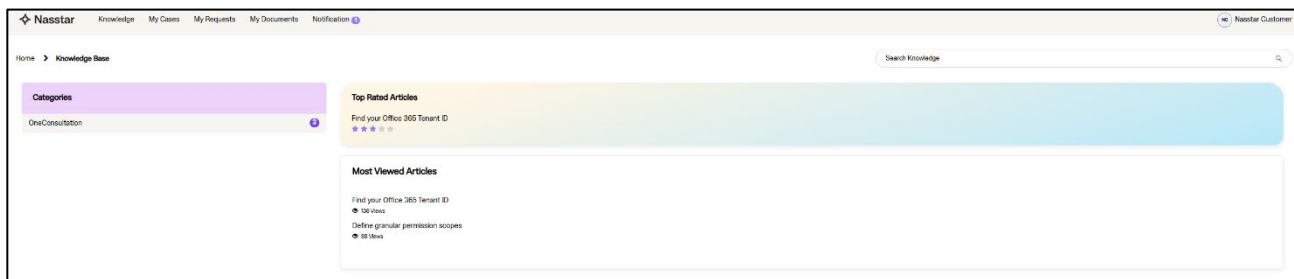 Nasstar Knowledge My Cases My Requests My Documents Notification 1 NC Nasstar Customer
Home > Knowledge Base
Search Knowledge
Categories
OneConsultation 2
Top Rated Articles
Find your Office 365 Tenant ID
Most Viewed Articles
Find your Office 365 Tenant ID
136 Views
Define granular permission scopes
Views